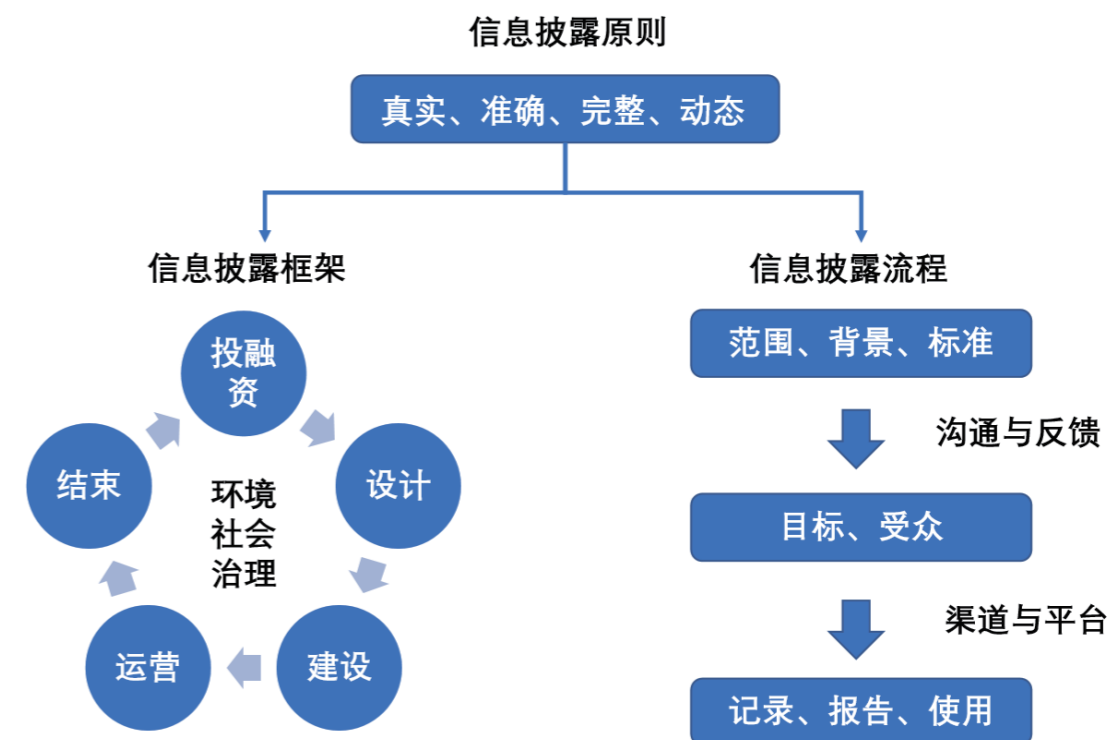 信息披露原则
真实、准确、完整、动态
信息披露框架
投融
资
设计
建设
运营
结束
环境
社会
治理
信息披露流程
范围、背景、标准
沟通与反馈
目标、受众
渠道与平台
记录、报告、使用